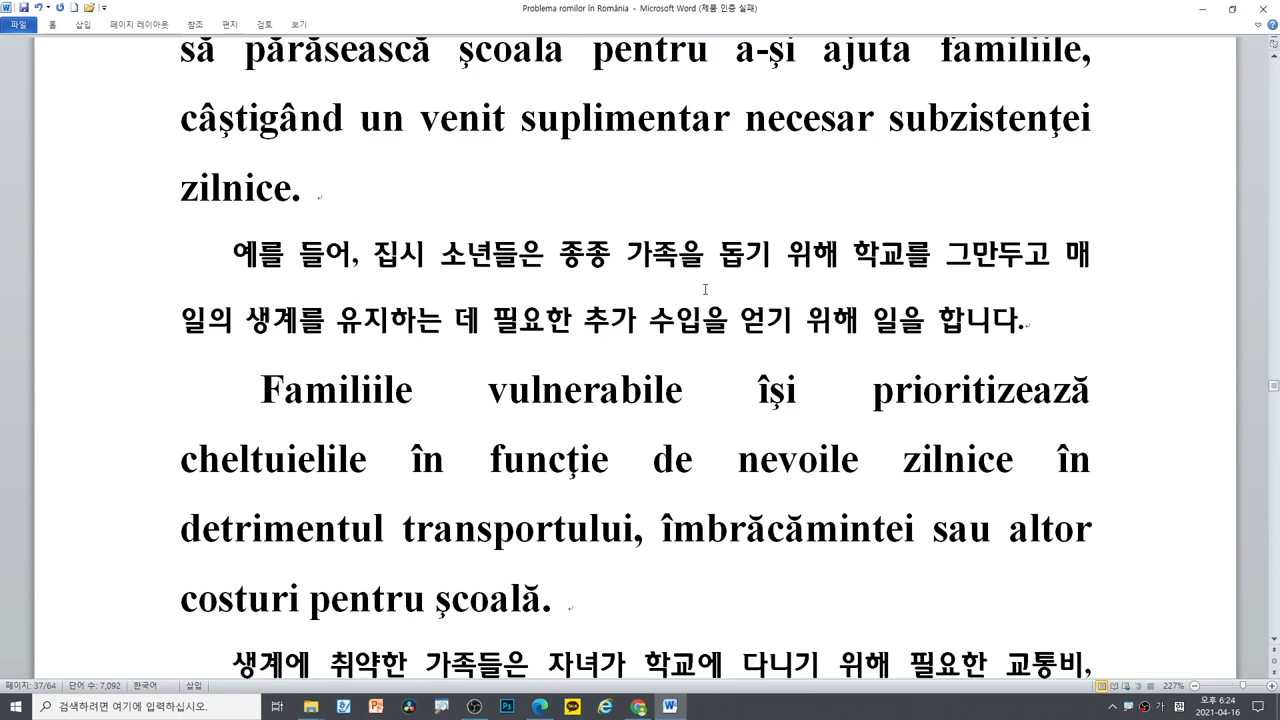 Problema romilor în România - Microsoft Word (제품 인증 실패)
파일 홈 삽입 페이지 레이아웃 참조 편지 검토 보기
să părăsească şcoala pentru a-şi ajuta familiile,
câştigând un venit suplimentar necesar subzistenţei
zilnice.
예를 들어, 집시 소년들은 종종 가족을 돕기 위해 학교를 그만두고 매
일의 생계를 유지하는 데 필요한 추가 수입을 얻기 위해 일을 합니다.
Familiile vulnerabile îşi prioritizează
cheltuielile în funcţie de nevoile zilnice în
detrimentul transportului, îmbrăcămintei sau altor
costuri pentru şcoală.
생계에 취약한 가족들은 자녀가 학교에 다니기 위해 필요한 교통비,
페이지: 37/64 단어 수: 7,092 한국어 삽입 227%
검색하려면 여기에 입력하십시오.
오후 6:24
2021-04-16